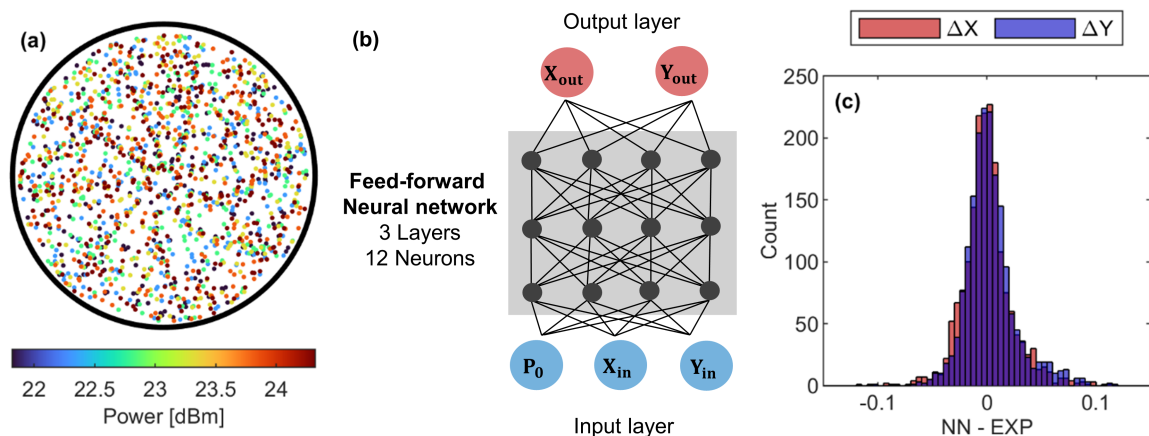 (a)
22
22.5
23
23.5
24
Power [dBm]
(b)
Output layer
X_out
Y_out
Feed-forward
Neural network
3 Layers
12 Neurons
P_0
X_in
Y_in
Input layer
ΔX
ΔY
(c)
250
200
150
100
50
0
Count
-0.1
0
0.1
NN - EXP